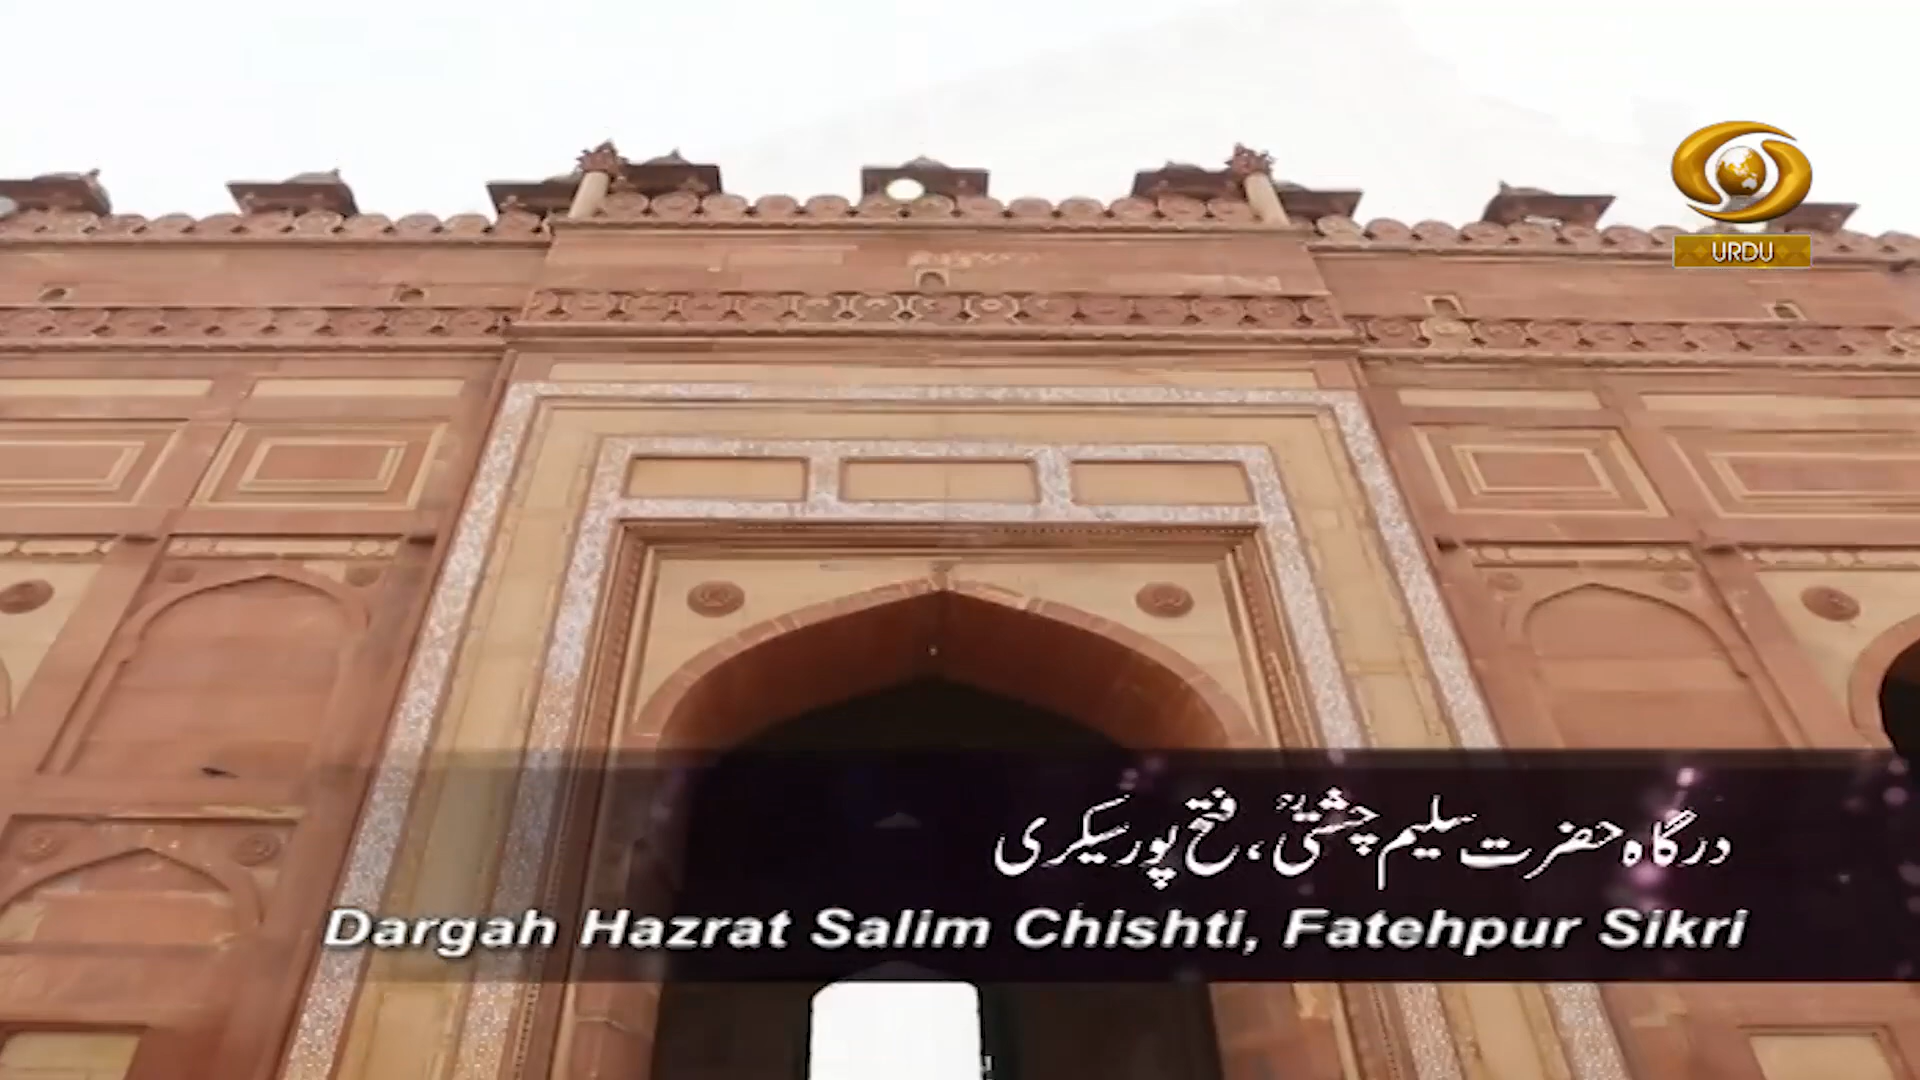 URDU
درگاہ حضرت سلیم چشتیؒ، فتح پور سیکری
Dargah Hazrat Salim Chishti, Fatehpur Sikri